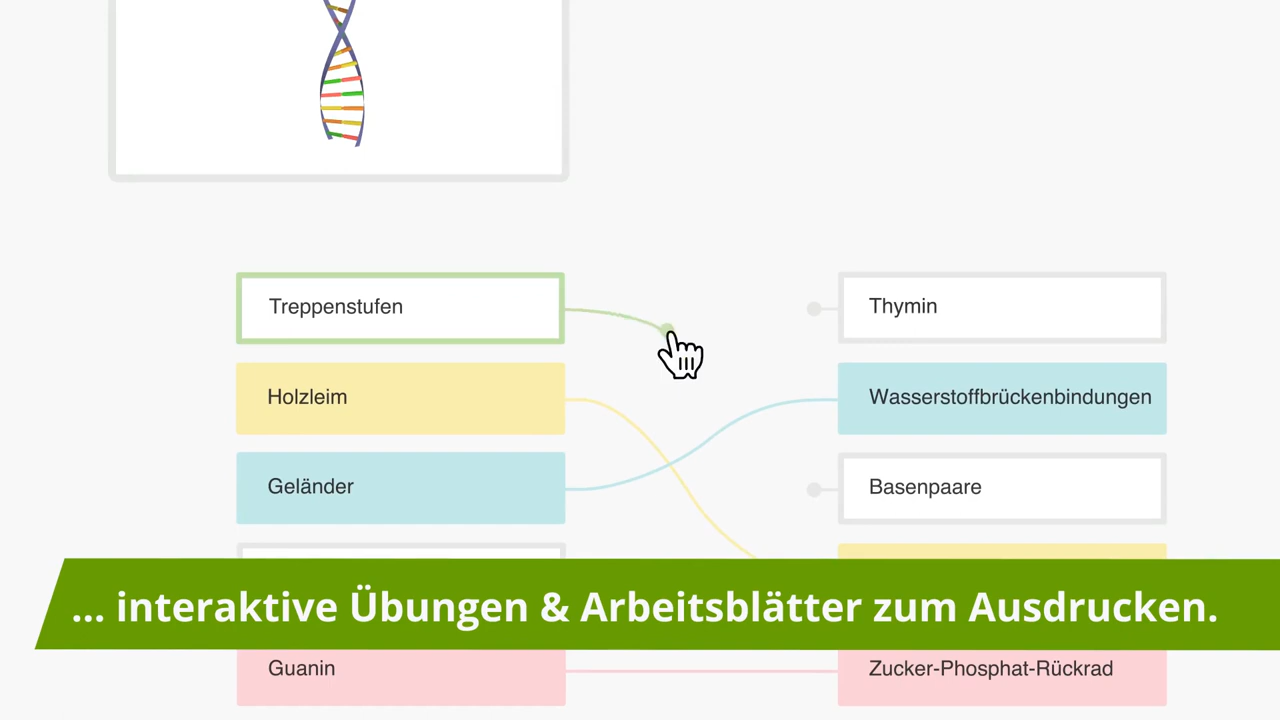 Treppenstufen
Thymin
Holzleim
Wasserstoffbrückenbindungen
Geländer
Basenpaare
... interaktive Übungen & Arbeitsblätter zum Ausdrucken.
Guanin
Zucker-Phosphat-Rückrad